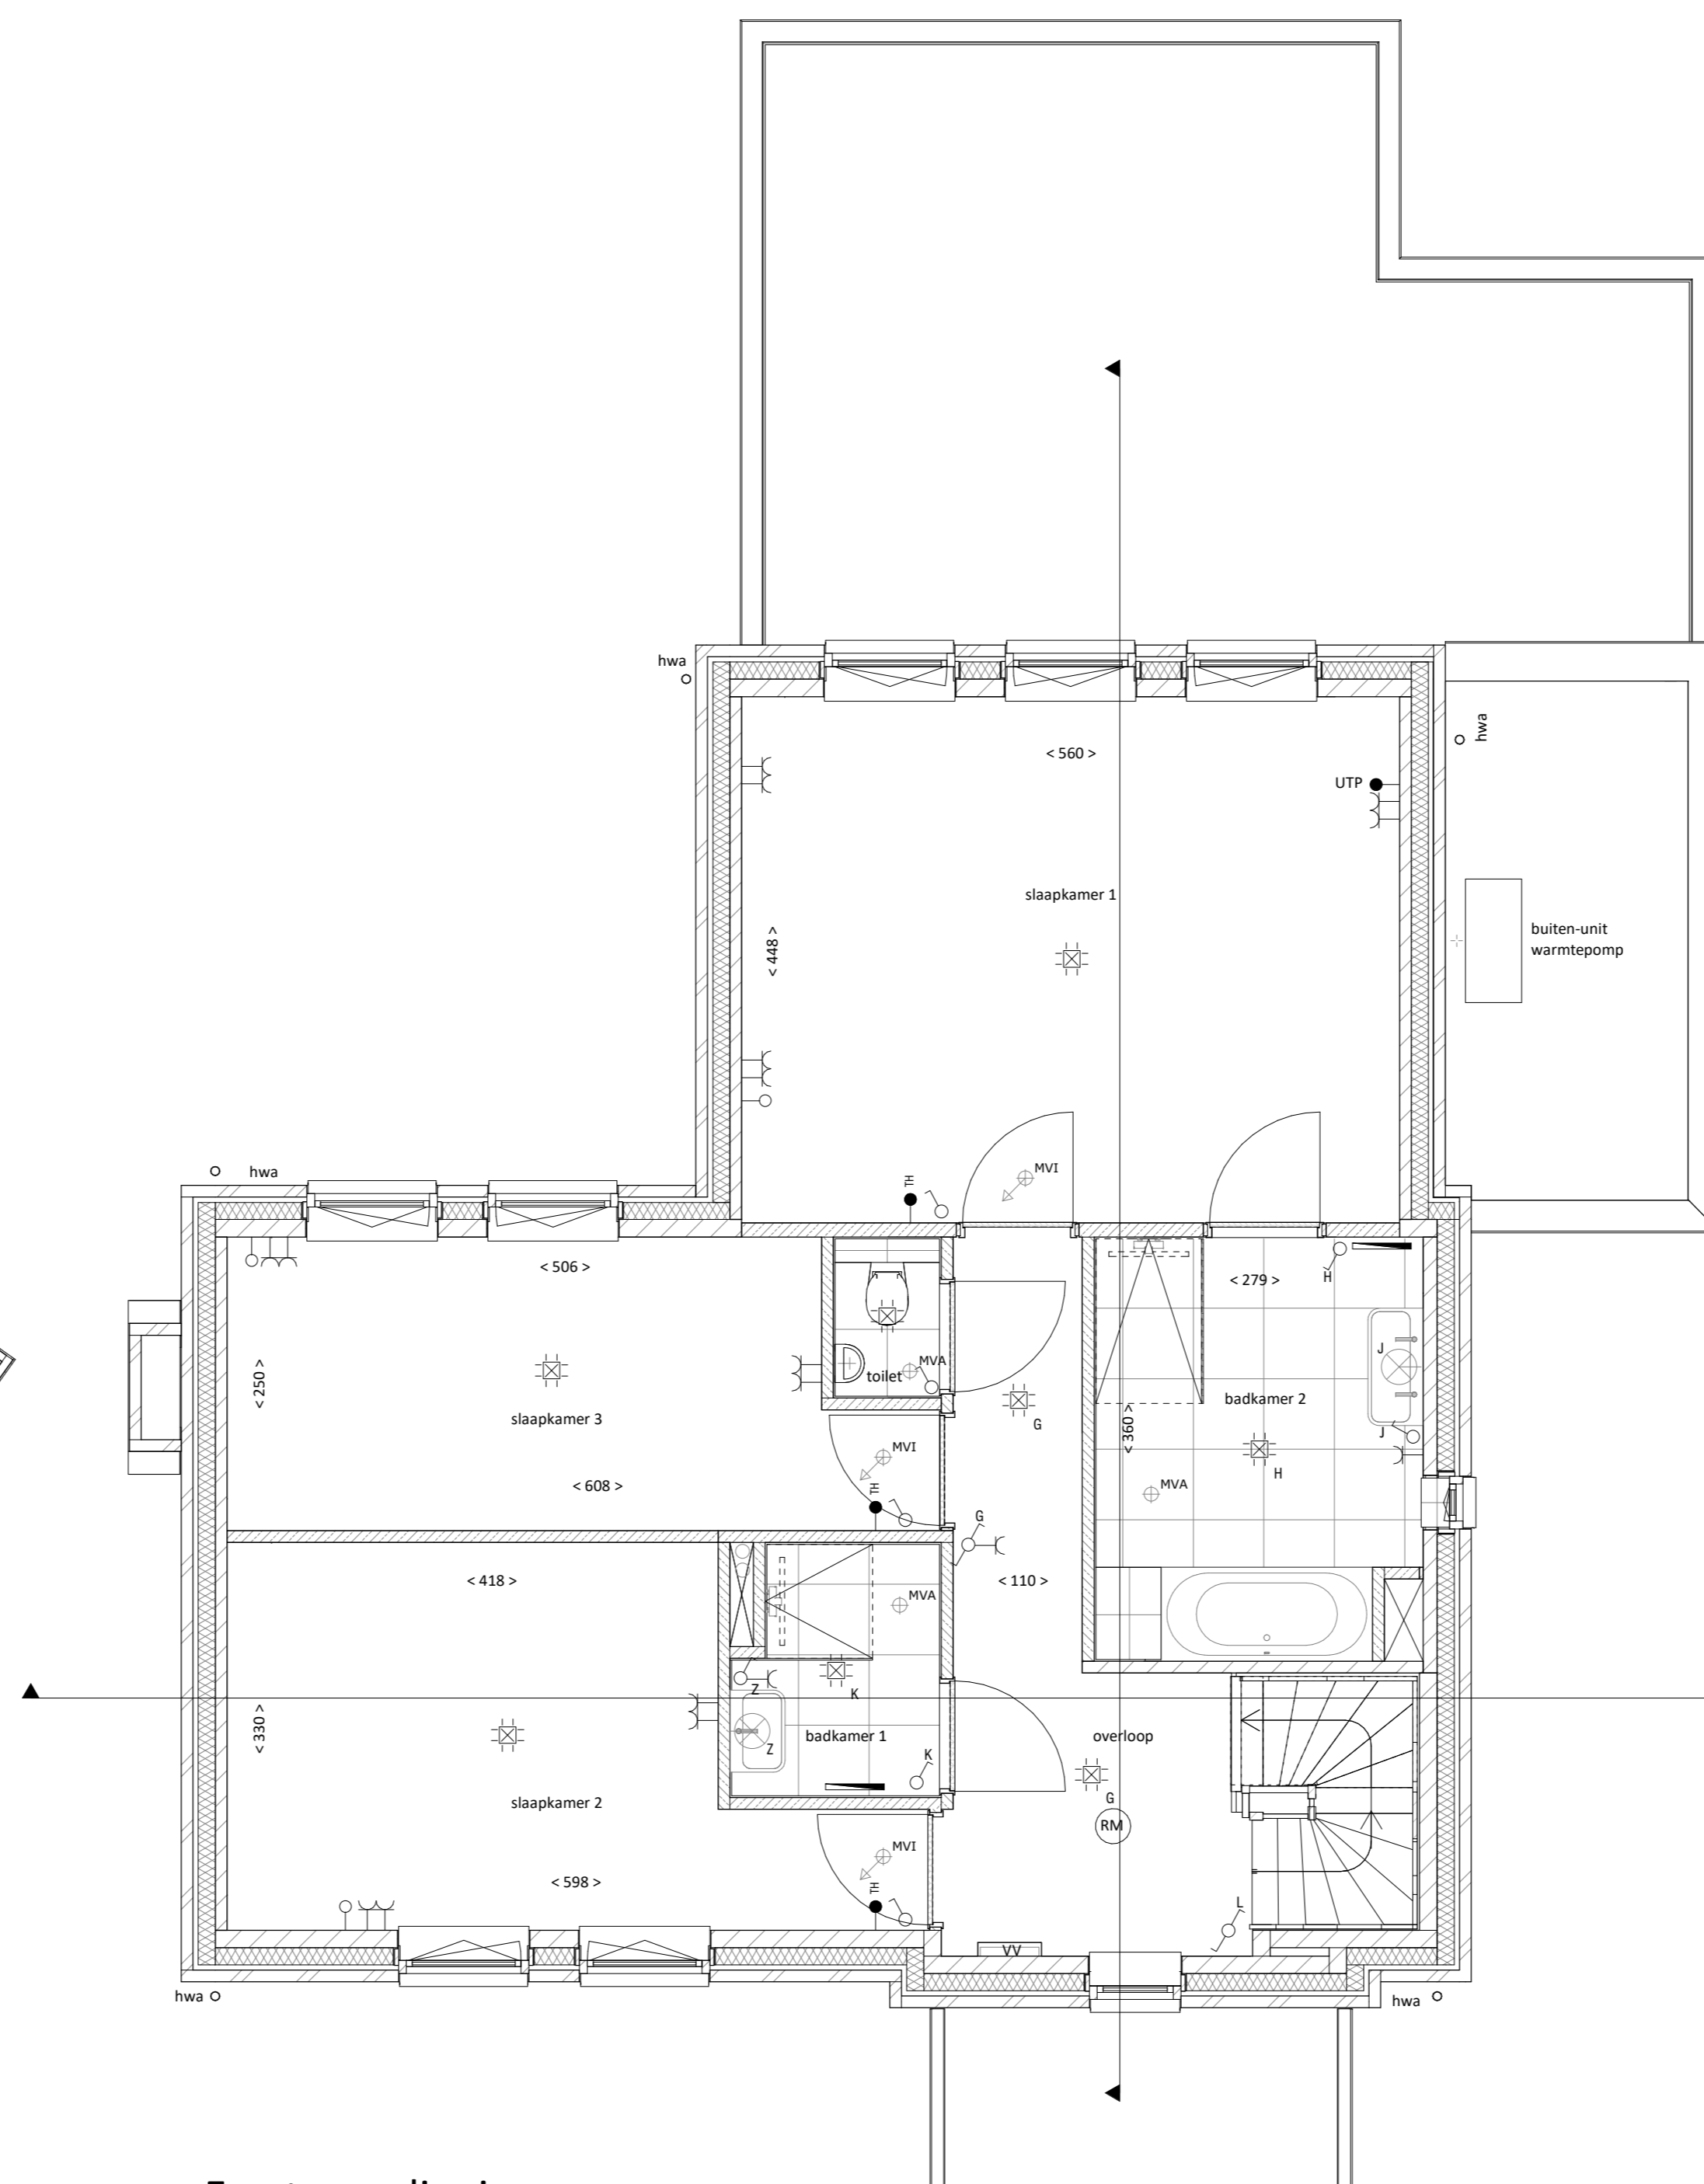 hwa
hwa
< 560 >
UTP
slaapkamer 1
buiten-unit
warmtepomp
< 448 >
hwa
TH
MVI
< 506 >
< 279 >
H
< 250 >
MVA
toilet
J
slaapkamer 3
G
badkamer 2
< 360 >
J
MVI
H
TH
< 608 >
MVA
G
< 418 >
< 110 >
MVA
Z
K
< 330 >
Z
badkamer 1
overloop
K
slaapkamer 2
G
RM
MVI
< 598 >
TH
L
VV
hwa
hwa